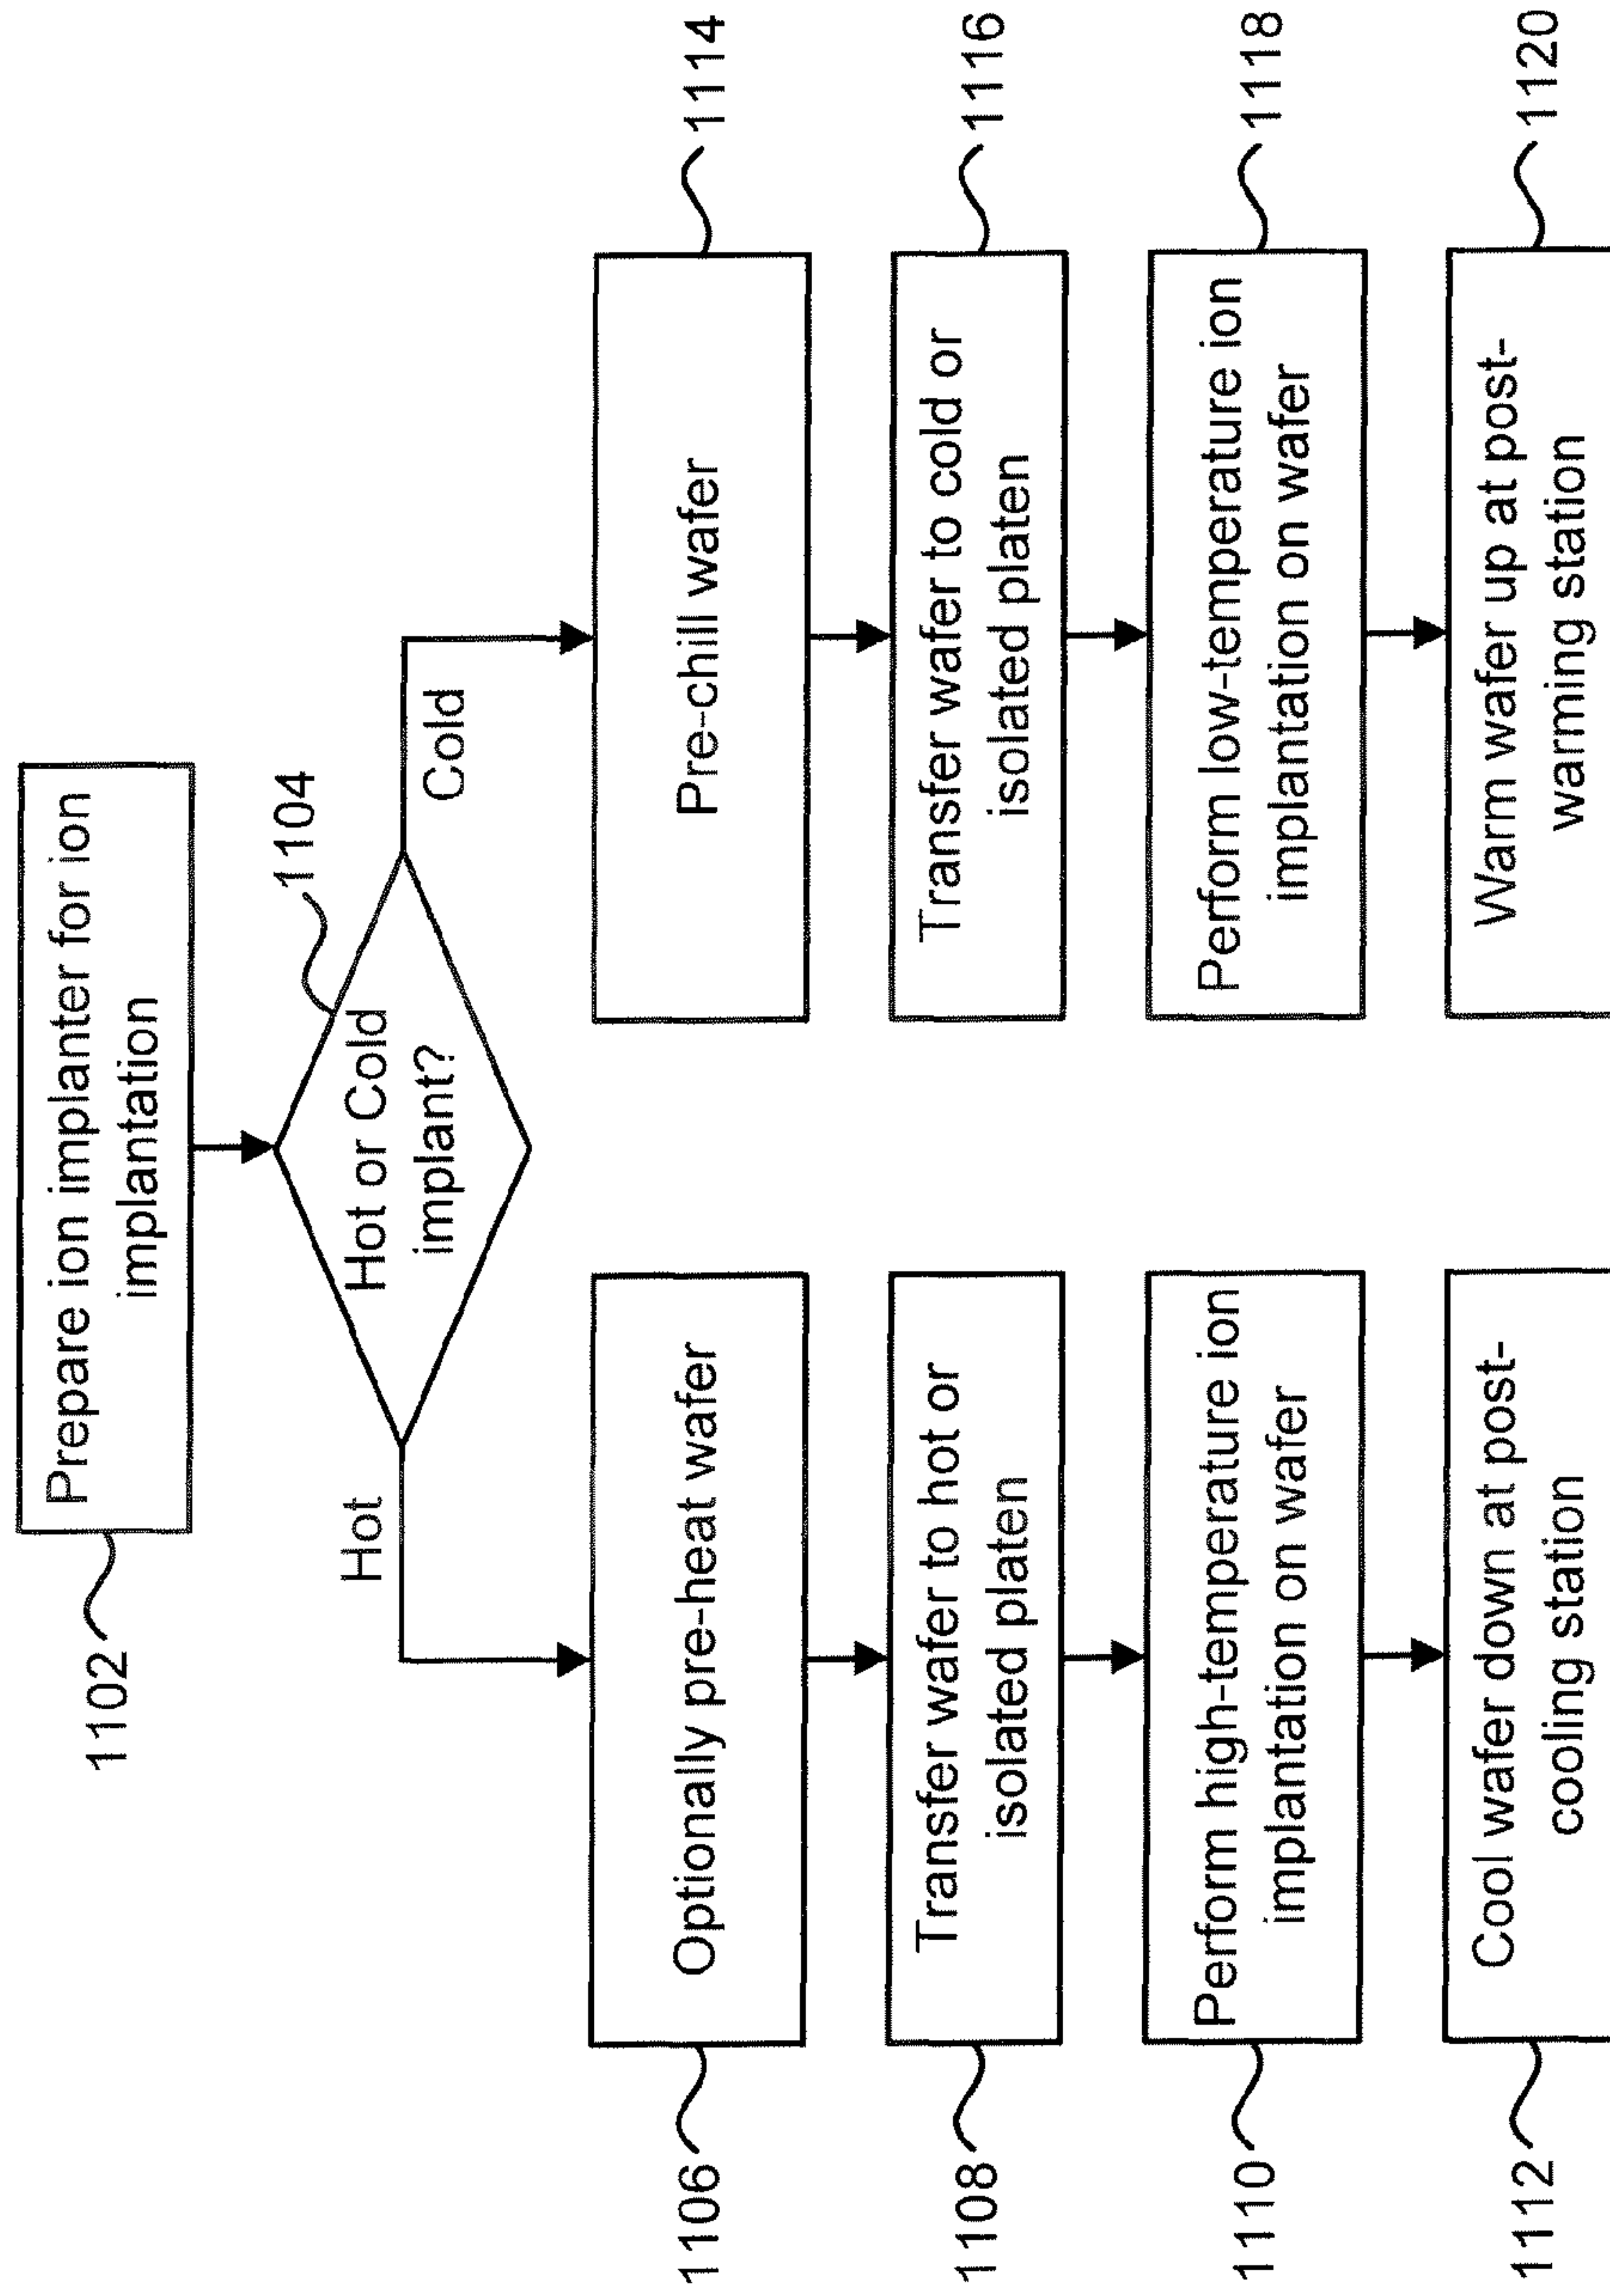 Prepare ion implanter for ion
implantation
1102
1104
Hot or Cold
implant?
Hot
Cold
Optionally pre-heat wafer
1106
Pre-chill wafer
1114
Transfer wafer to hot or
isolated platen
1108
Transfer wafer to cold or
isolated platen
1116
Perform high-temperature ion
implantation on wafer
1110
Perform low-temperature ion
implantation on wafer
1118
Cool wafer down at post-
cooling station
1112
Warm wafer up at post-
warming station
1120